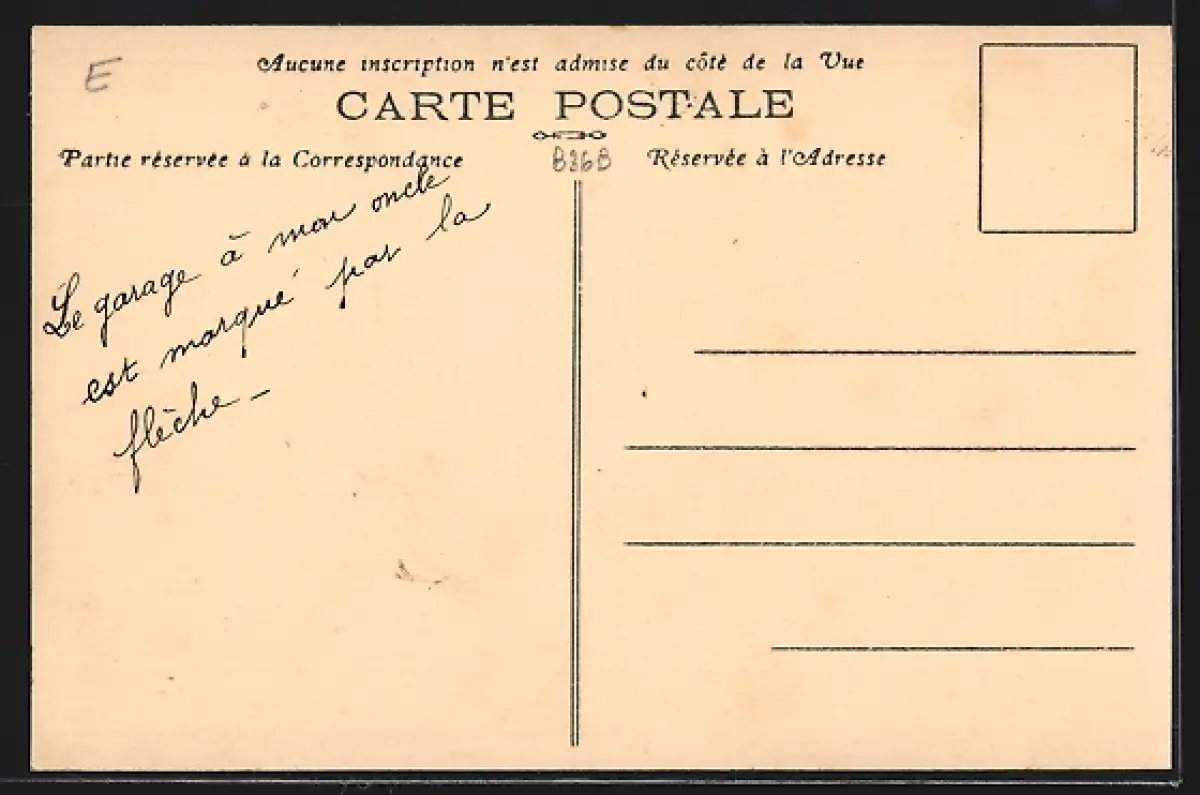 E
Aucune inscription n'est admise du côté de la Vue
CARTE POSTALE
Partie réservée à la Correspondance
B36B
Réservée à l'Adresse
Le garage à mon oncle
est marqué par la
flèche –